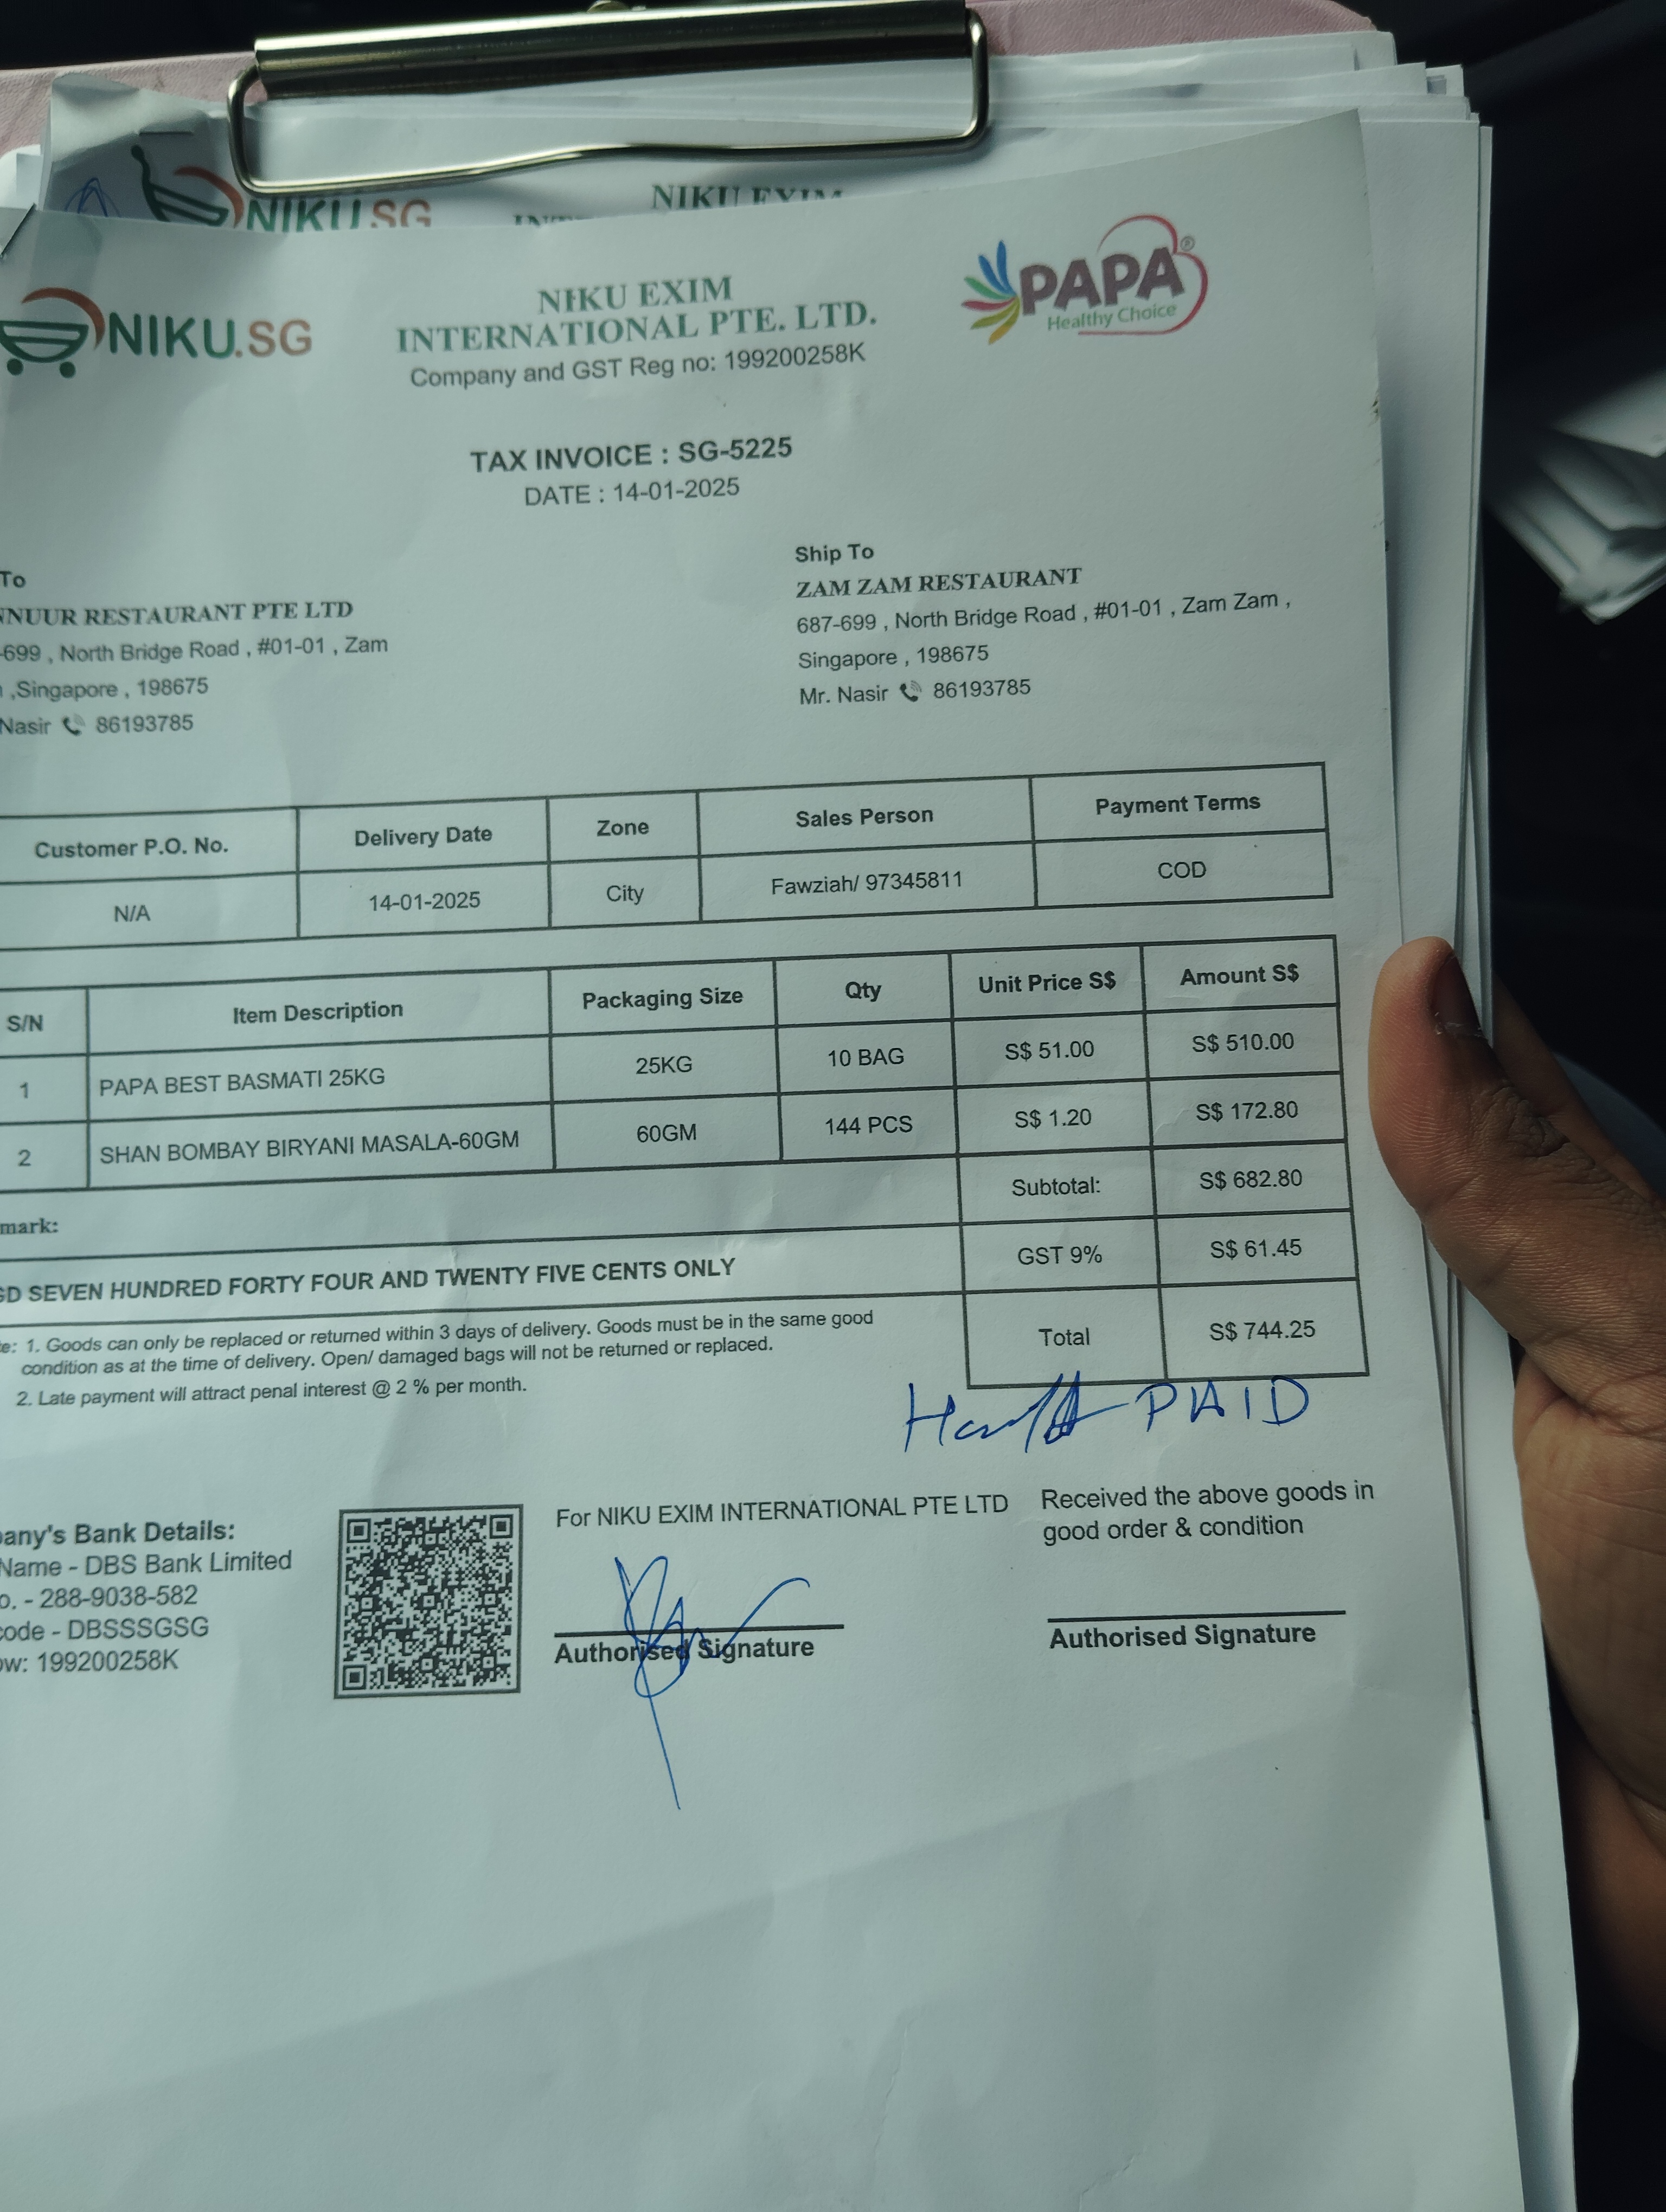 NIKU.SG
NIKU EXIM
NIKU.SG
NIKU EXIM
INTERNATIONAL PTE. LTD.
Company and GST Reg no: 199200258K
PAPA®
Healthy Choice
TAX INVOICE : SG-5225
DATE : 14-01-2025
To
NNUUR RESTAURANT PTE LTD
-699 , North Bridge Road , #01-01 , Zam
,Singapore , 198675
Nasir 86193785
Ship To
ZAM ZAM RESTAURANT
687-699 , North Bridge Road , #01-01 , Zam Zam ,
Singapore , 198675
Mr. Nasir 86193785
Customer P.O. No. Delivery Date Zone Sales Person Payment Terms
N/A 14-01-2025 City Fawziah/ 97345811 COD
S/N Item Description Packaging Size Qty Unit Price S$ Amount S$
1 PAPA BEST BASMATI 25KG 25KG 10 BAG S$ 51.00 S$ 510.00
2 SHAN BOMBAY BIRYANI MASALA-60GM 60GM 144 PCS S$ 1.20 S$ 172.80
Subtotal: S$ 682.80
mark:
GST 9% S$ 61.45
GD SEVEN HUNDRED FORTY FOUR AND TWENTY FIVE CENTS ONLY
Total S$ 744.25
te: 1. Goods can only be replaced or returned within 3 days of delivery. Goods must be in the same good
condition as at the time of delivery. Open/ damaged bags will not be returned or replaced.
2. Late payment will attract penal interest @ 2 % per month.
PAID
pany's Bank Details:
Name - DBS Bank Limited
o. - 288-9038-582
code - DBSSSGSG
ow: 199200258K
For NIKU EXIM INTERNATIONAL PTE LTD
Authorised Signature
Received the above goods in
good order & condition
Authorised Signature